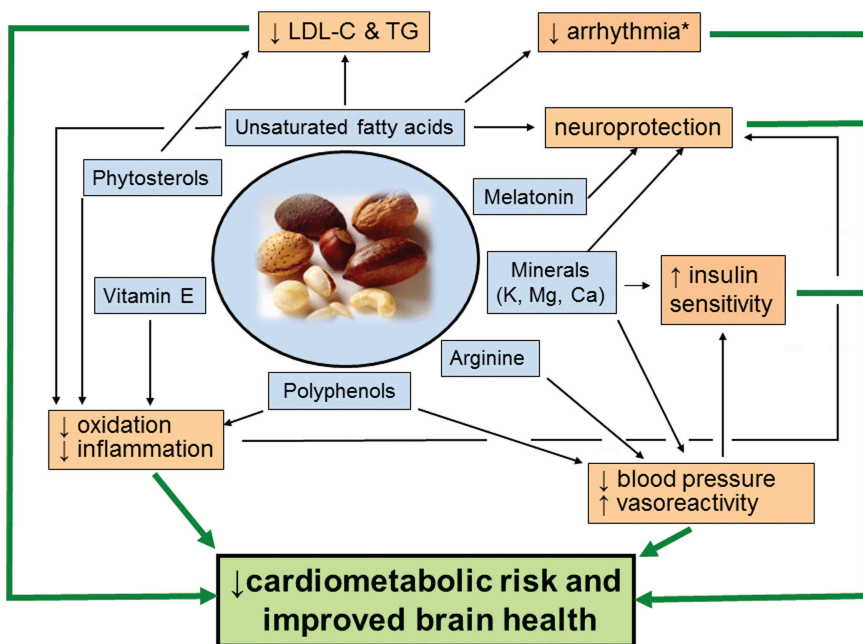 ↓ LDL-C & TG
↓ arrhythmia*
Unsaturated fatty acids
neuroprotection
Phytosterols
Melatonin
Minerals
(K, Mg, Ca)
↑ insulin
sensitivity
Vitamin E
Arginine
Polyphenols
↓ oxidation
↓ inflammation
↓ blood pressure
↑ vasoreactivity
↓cardiometabolic risk and
improved brain health